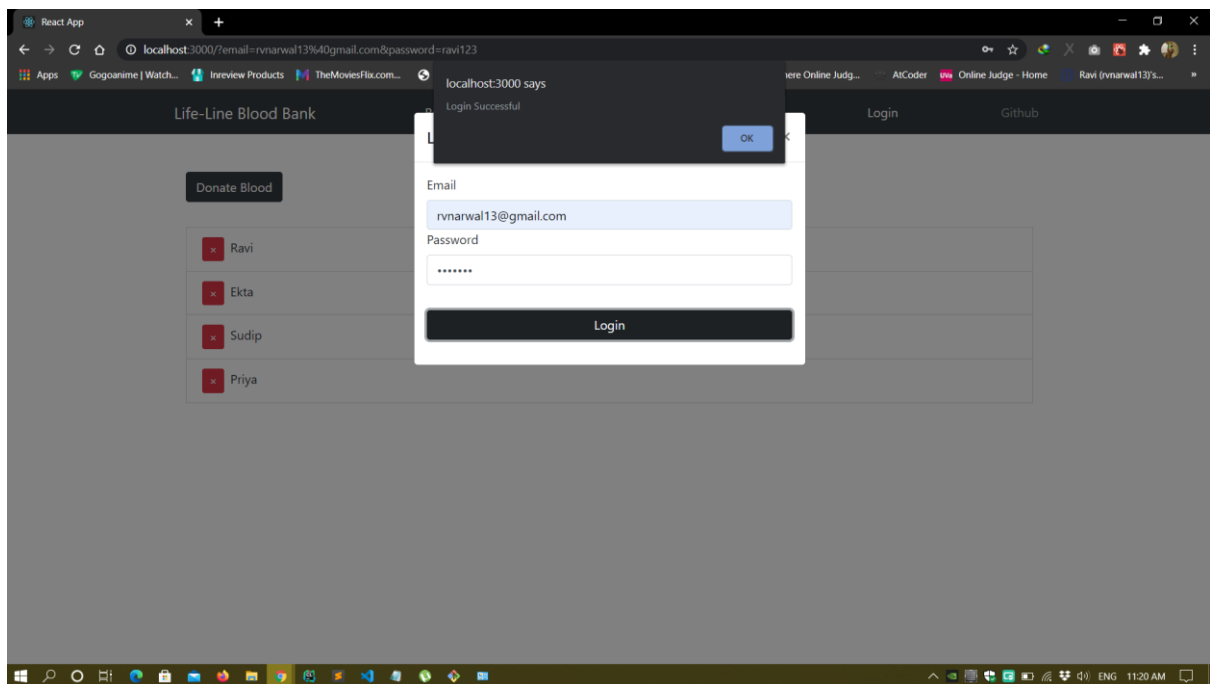 React App
localhost:3000/?email=rvnarwal13%40gmail.com&password=ravi123
Apps Gogoanime | Watch... Inreview Products TheMoviesFlix.com... here Online Judg... AtCoder Online Judge - Home Ravi (rvnarwal13)'s... »
localhost:3000 says
Login Successful
OK
Life-Line Blood Bank Login Github
Donate Blood
Email
rvnarwal13@gmail.com
Password
•••••••
Login
× Ravi
× Ekta
× Sudip
× Priya
ENG 11:20 AM